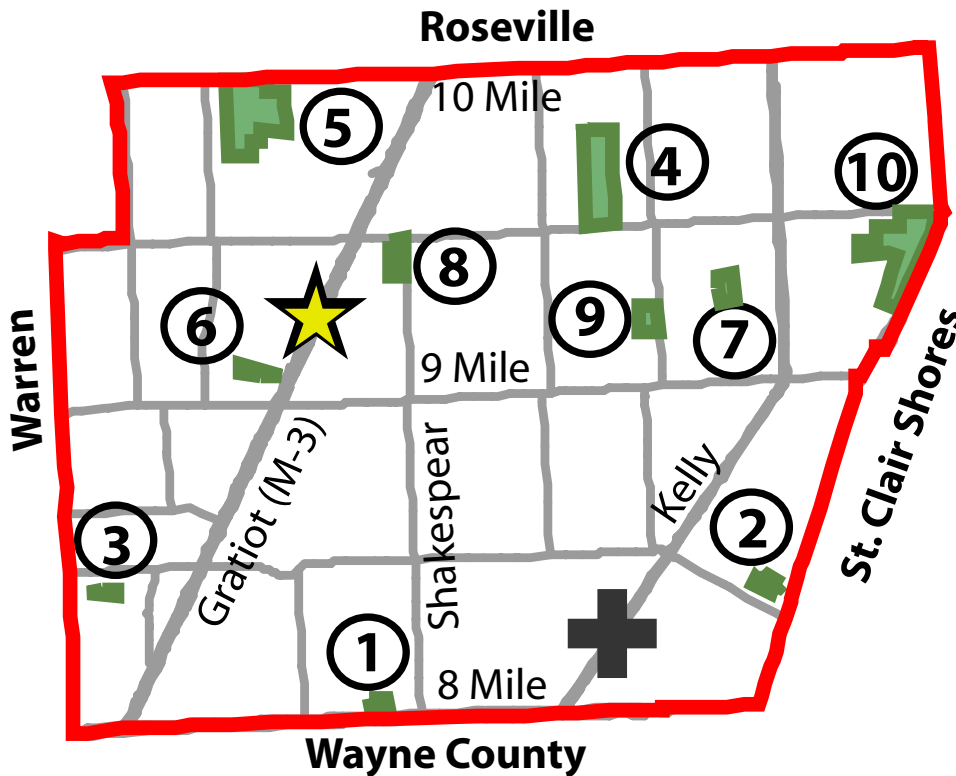 Roseville
10 Mile
5
4
10
8
6
9
7
9 Mile
Warren
St. Clair Shores
Gratiot (M-3)
Shakespear
Kelly
3
2
1
8 Mile
Wayne County